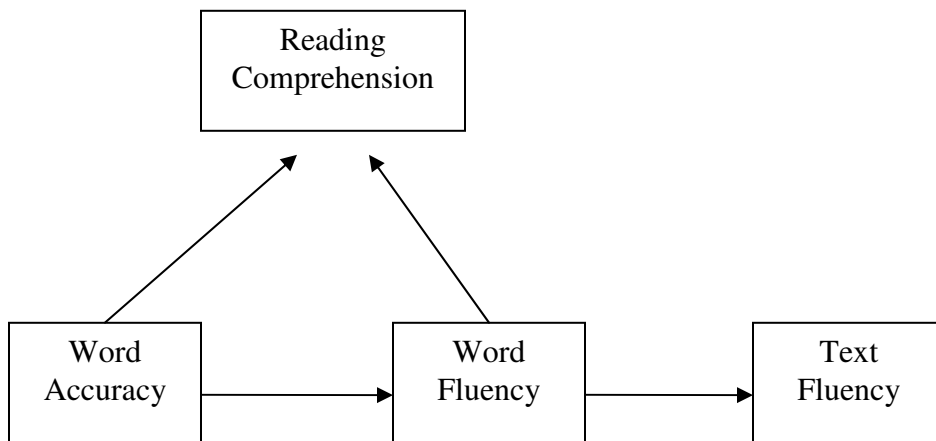 Reading
Comprehension
Word
Accuracy
Word
Fluency
Text
Fluency